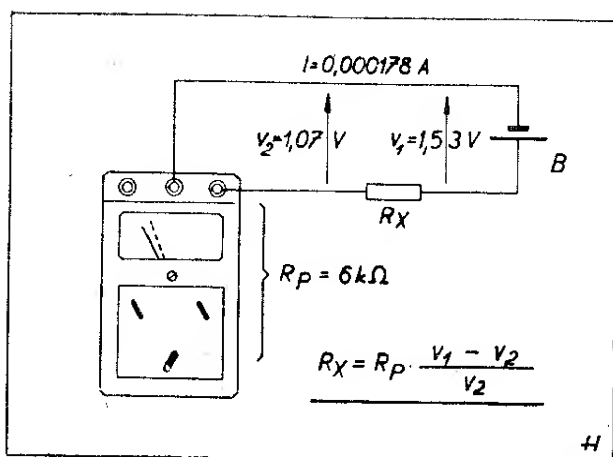 I=0,000178 A
v₂=1,07 V
v₁=1,53 V
B
Rx
Rp = 6kΩ
Rx = Rp · (v₁ - v₂) / v₂
H